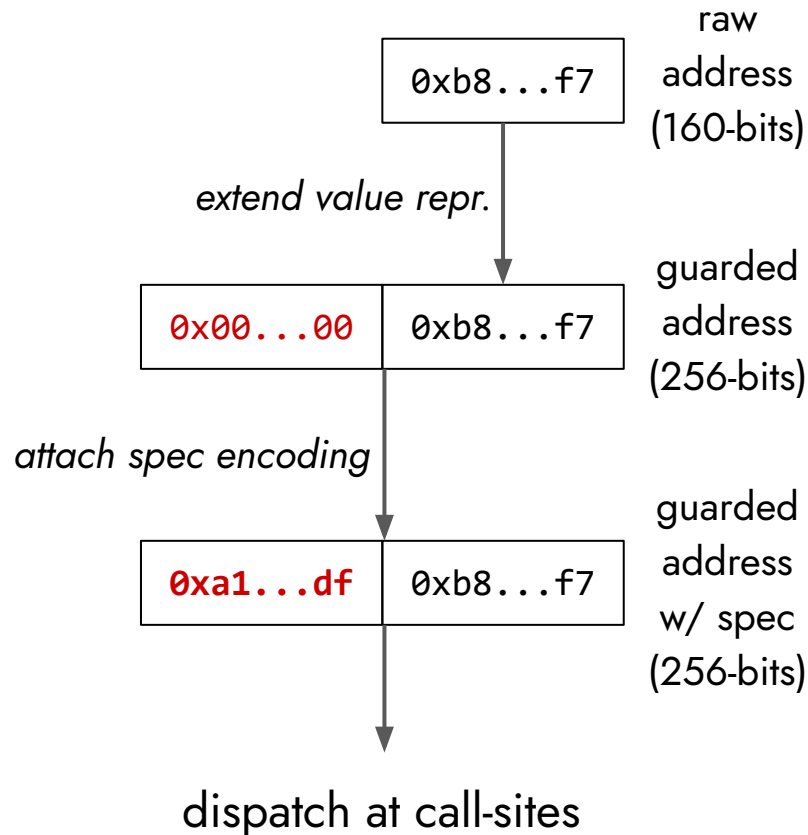 raw
address
(160-bits)
0xb8...f7
extend value repr.
guarded
address
(256-bits)
0x00...00 0xb8...f7
attach spec encoding
guarded
address
w/ spec
(256-bits)
0xa1...df 0xb8...f7
dispatch at call-sites